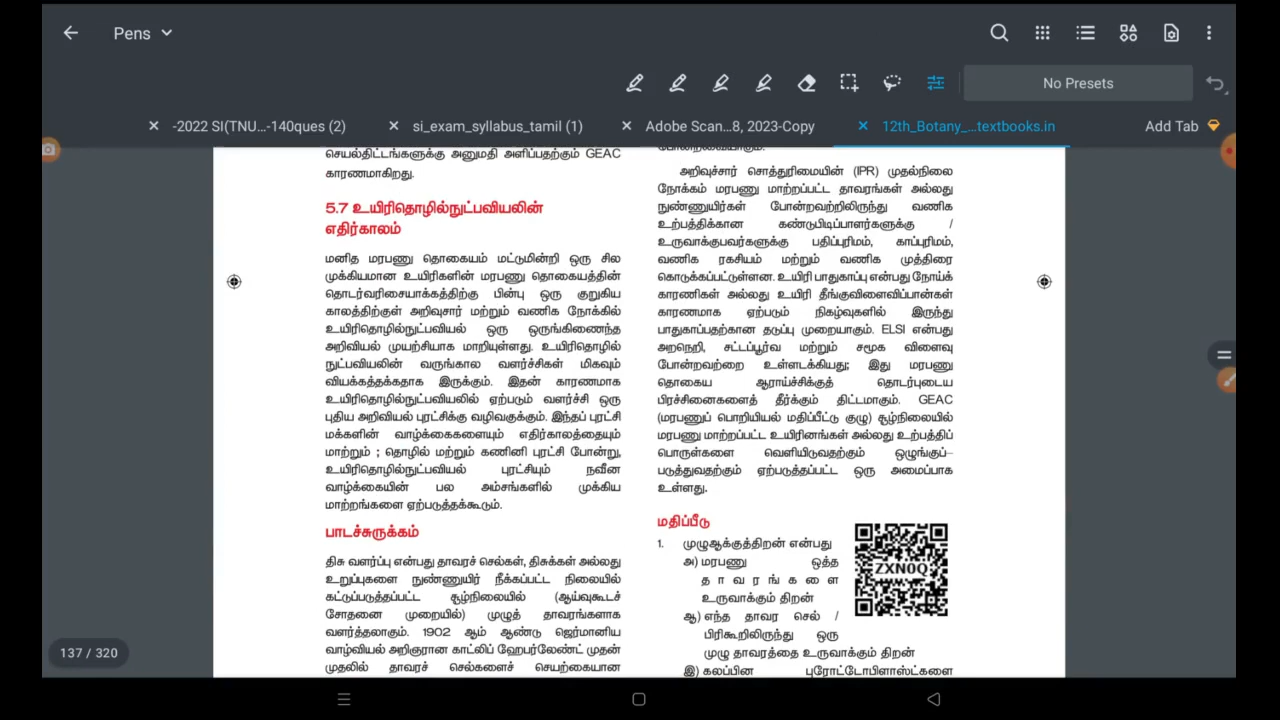 Pens
No Presets
-2022 SI(TNU...-140ques (2)
si_exam_syllabus_tamil (1)
Adobe Scan...8, 2023-Copy
12th_Botany_...textbooks.in
Add Tab
செயல்திட்டங்களுக்கு அனுமதி அளிப்பதற்கும் GEAC
காரணமாகிறது.
5.7 உயிரிதொழில்நுட்பவியலின்
எதிர்காலம்
மனித மரபணு தொகையம் மட்டுமின்றி ஒரு சில
முக்கியமான உயிரிகளின் மரபணு தொகையத்தின்
தொடர்வரிசையாக்கத்திற்கு பின்பு ஒரு குறுகிய
காலத்திற்குள் அறிவுசார் மற்றும் வணிக நோக்கில்
உயிரிதொழில்நுட்பவியல் ஒரு ஒருங்கிணைந்த
அறிவியல் முயற்சியாக மாறியுள்ளது. உயிரிதொழில்
நுட்பவியலின் வருங்கால வளர்ச்சிகள் மிகவும்
வியக்கத்தக்கதாக இருக்கும். இதன் காரணமாக
உயிரிதொழில்நுட்பவியலில் ஏற்படும் வளர்ச்சி ஒரு
புதிய அறிவியல் புரட்சிக்கு வழிவகுக்கும். இந்தப் புரட்சி
மக்களின் வாழ்க்கைகளையும் எதிர்காலத்தையும்
மாற்றும் ; தொழில் மற்றும் கணினி புரட்சி போன்று,
உயிரிதொழில்நுட்பவியல் புரட்சியும் நவீன
வாழ்க்கையின் பல அம்சங்களில் முக்கிய
மாற்றங்களை ஏற்படுத்தக்கூடும்.
பாடச்சுருக்கம்
திசு வளர்ப்பு என்பது தாவரச் செல்கள், திசுக்கள் அல்லது
உறுப்புகளை நுண்ணுயிர் நீக்கப்பட்ட நிலையில்
கட்டுப்படுத்தப்பட்ட சூழ்நிலையில் (ஆய்வுகூடச்
சோதனை முறையில்) முழுத் தாவரங்களாக
வளர்த்தலாகும். 1902 ஆம் ஆண்டு ஜெர்மானிய
வாழ்வியல் அறிஞரான காட்லிப் ஹேபர்லேண்ட் முதன்
முதலில் தாவரச் செல்களைச் செயற்கையான
போன்றவையாகும்.
அறிவுச்சார் சொத்துரிமையின் (IPR) முதல்நிலை
நோக்கம் மரபணு மாற்றப்பட்ட தாவரங்கள் அல்லது
நுண்ணுயிர்கள் போன்றவற்றிலிருந்து வணிக
உற்பத்திக்கான கண்டுபிடிப்பாளர்களுக்கு /
உருவாக்குபவர்களுக்கு பதிப்புரிமம், காப்புரிமம்,
வணிக ரகசியம் மற்றும் வணிக முத்திரை
கொடுக்கப்பட்டுள்ளன. உயிரி பாதுகாப்பு என்பது நோய்க்
காரணிகள் அல்லது உயிரி தீங்குவிளைவிப்பான்கள்
காரணமாக ஏற்படும் நிகழ்வுகளில் இருந்து
பாதுகாப்பதற்கான தடுப்பு முறையாகும். ELSI என்பது
அறநெறி, சட்டப்பூர்வ மற்றும் சமூக விளைவு
போன்றவற்றை உள்ளடக்கியது; இது மரபணு
தொகைய ஆராய்ச்சிக்குத் தொடர்புடைய
பிரச்சினைகளைத் தீர்க்கும் திட்டமாகும். GEAC
(மரபணுப் பொறியியல் மதிப்பீட்டு குழு) சூழ்நிலையில்
மரபணு மாற்றப்பட்ட உயிரினங்கள் அல்லது உற்பத்திப்
பொருள்களை வெளியிடுவதற்கும் ஒழுங்குப்-
படுத்துவதற்கும் ஏற்படுத்தப்பட்ட ஒரு அமைப்பாக
உள்ளது.
மதிப்பீடு
1. முழுஆக்குத்திறன் என்பது
அ) மரபணு ஒத்த
தாவரங்களை
உருவாக்கும் திறன்
ஆ) எந்த தாவர செல் /
பிரிகூறிலிருந்து ஒரு
முழு தாவரத்தை உருவாக்கும் திறன்
இ) கலப்பின புரோட்டோபிளாஸ்ட்களை
ZXN0Q
137 / 320